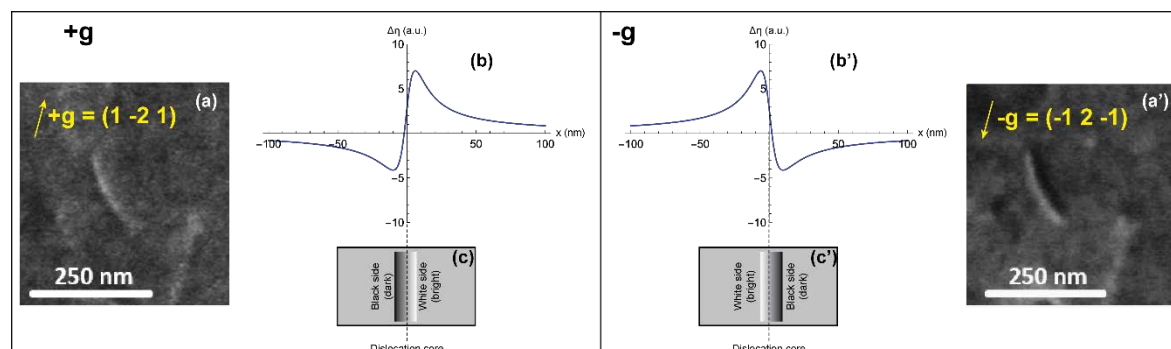 +g
(a)
+g = (1 -2 1)
250 nm
Δη (a.u.)
(b)
10
5
-100
-50
50
100
x (nm)
-5
-10
(c)
Black side
(dark)
White side
(bright)
Dislocation core
-g
Δη (a.u.)
(b')
10
5
-100
-50
50
100
x (nm)
-5
-10
(c')
White side
(bright)
Black side
(dark)
Dislocation core
(a')
-g = (-1 2 -1)
250 nm